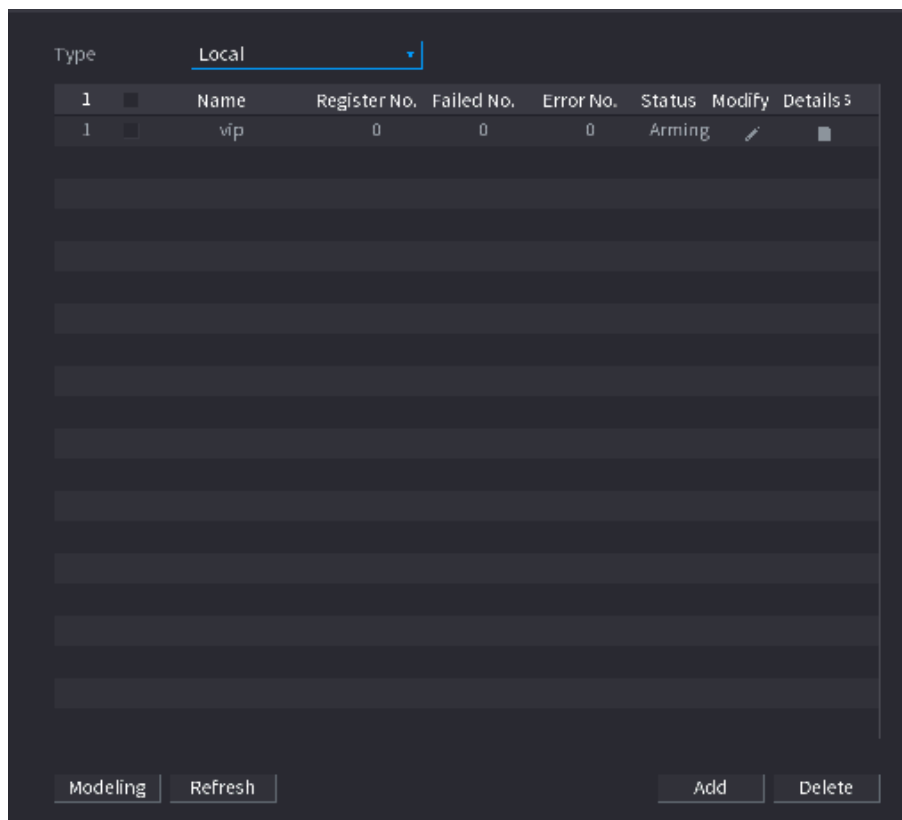 Type Local
1 Name Register No. Failed No. Error No. Status Modify Details
1 vip 0 0 0 Arming
Modeling Refresh Add Delete